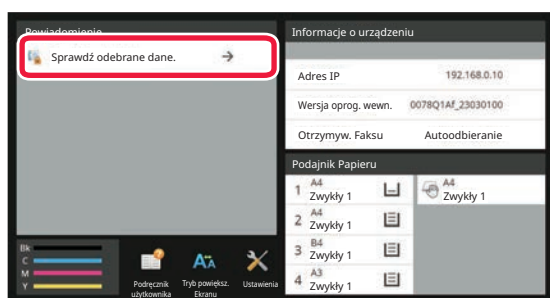 Powiadomienie
Sprawdź odebrane dane.
Informacje o urządzeniu
Adres IP 192.168.0.10
Wersja oprog. wewn. 0078Q1Af_23030100
Otrzymyw. Faksu Autoodbieranie
Podajnik Papieru
1 A4
Zwykły 1
A4
Zwykły 1
2 A4
Zwykły 1
3 B4
Zwykły 1
4 A3
Zwykły 1
Bk
C
M
Y
Podręcznik
użytkownika
Tryb powiększ.
Ekranu
Ustawienia